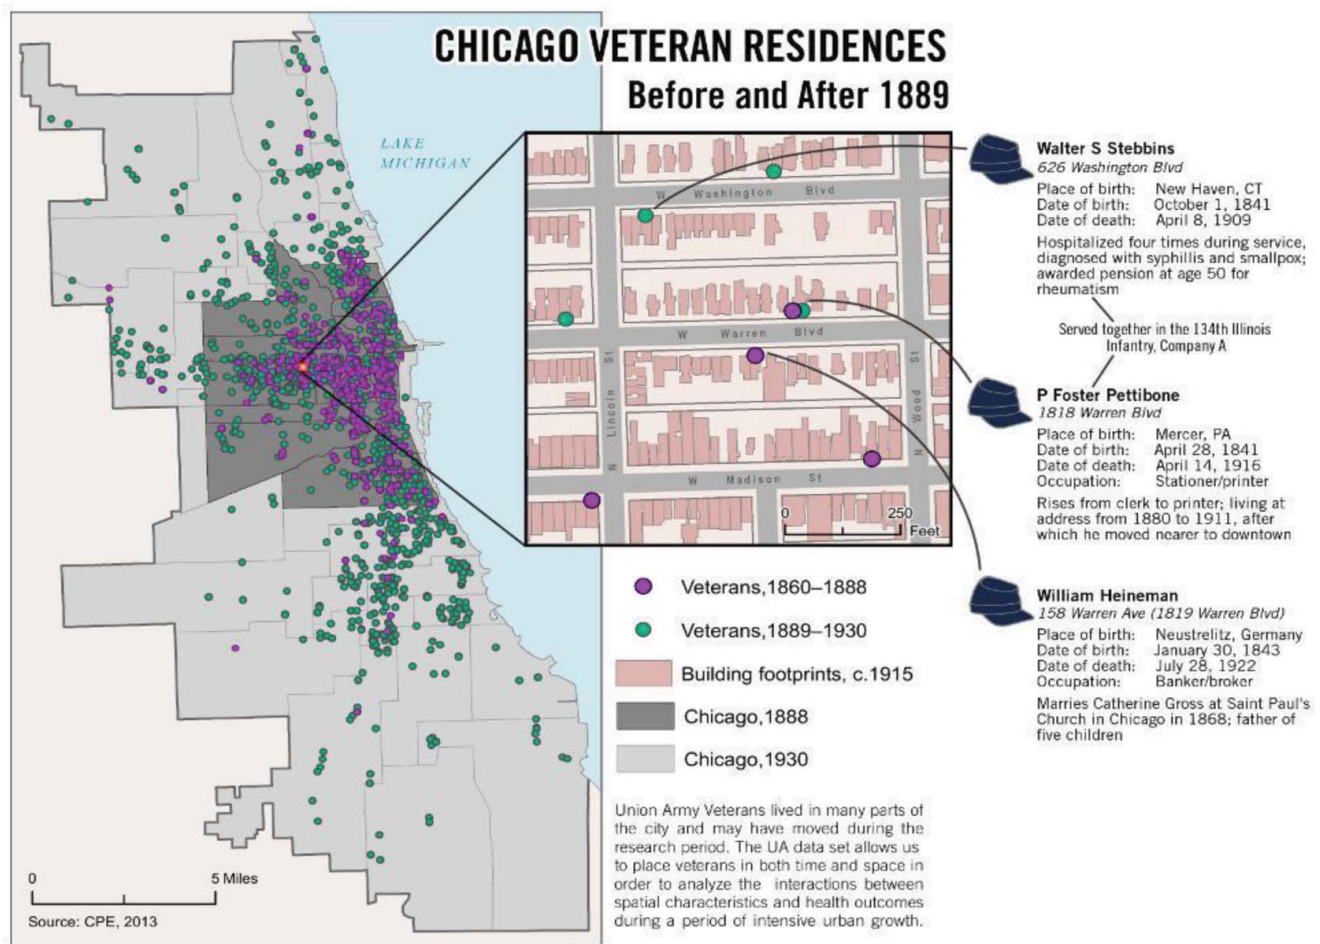 CHICAGO VETERAN RESIDENCES
Before and After 1889
LAKE
MICHIGAN
W Washington Blvd
W Warren Blvd
N Lincoln St
N Wood St
W Madison St
0 250
Feet
Walter S Stebbins
626 Washington Blvd
Place of birth: New Haven, CT
Date of birth: October 1, 1841
Date of death: April 8, 1909
Hospitalized four times during service,
diagnosed with syphillis and smallpox;
awarded pension at age 50 for
rheumatism
Served together in the 134th Illinois
Infantry, Company A
P Foster Pettibone
1818 Warren Blvd
Place of birth: Mercer, PA
Date of birth: April 28, 1841
Date of death: April 14, 1916
Occupation: Stationer/printer
Rises from clerk to printer; living at
address from 1880 to 1911, after
which he moved nearer to downtown
William Heineman
158 Warren Ave (1819 Warren Blvd)
Place of birth: Neustrelitz, Germany
Date of birth: January 30, 1843
Date of death: July 28, 1922
Occupation: Banker/broker
Marries Catherine Gross at Saint Paul's
Church in Chicago in 1868; father of
five children
Veterans,1860–1888
Veterans,1889–1930
Building footprints, c.1915
Chicago,1888
Chicago,1930
Union Army Veterans lived in many parts of
the city and may have moved during the
research period. The UA data set allows us
to place veterans in both time and space in
order to analyze the interactions between
spatial characteristics and health outcomes
during a period of intensive urban growth.
0 5 Miles
Source: CPE, 2013